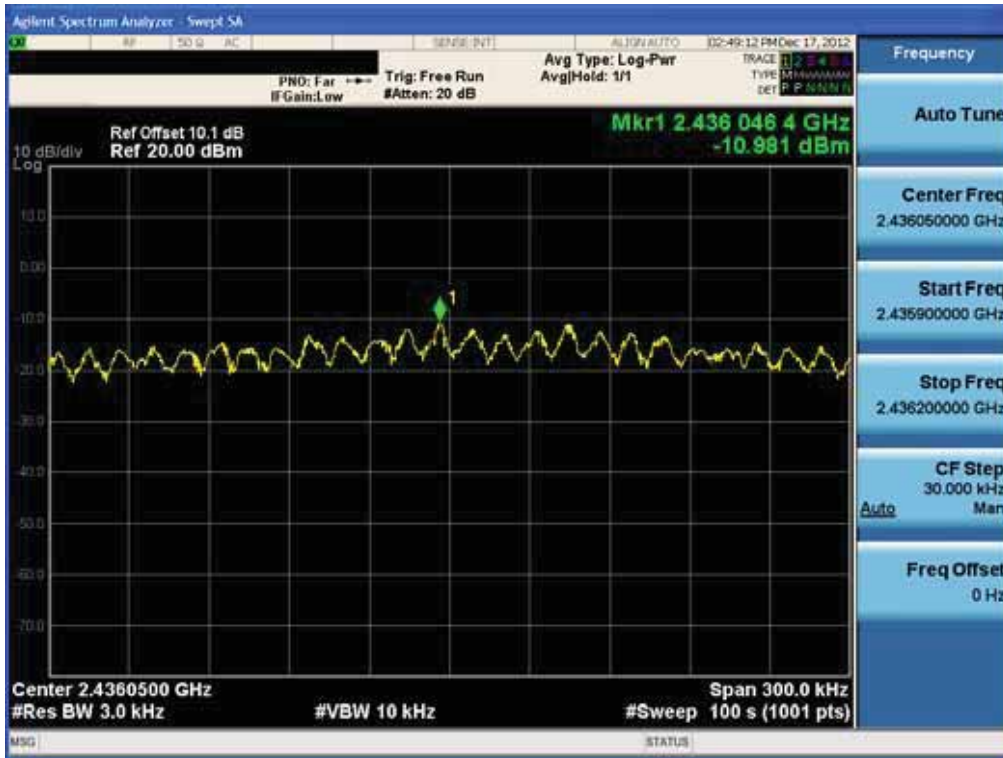 Agilent Spectrum Analyzer - Swept SA
RF 50 Ω AC SENSE:INT ALIGN AUTO 02:49:12 PM Dec 17, 2012
Avg Type: Log-Pwr
TRACE 1 2 3 4 5 6
PNO: Far Trig: Free Run Avg|Hold: 1/1
TYPE M
IFGain:Low #Atten: 20 dB
DET P P N N N N
Ref Offset 10.1 dB
10 dB/div Ref 20.00 dBm
Log
Mkr1 2.436 046 4 GHz
-10.981 dBm
10.0
0.00
-10.0
-20.0
-30.0
-40.0
-50.0
-60.0
-70.0
1
Center 2.4360500 GHz
Span 300.0 kHz
#Res BW 3.0 kHz
#VBW 10 kHz
#Sweep 100 s (1001 pts)
MSG
STATUS
Frequency
Auto Tune
Center Freq
2.436050000 GHz
Start Freq
2.435900000 GHz
Stop Freq
2.436200000 GHz
CF Step
30.000 kHz
Auto Man
Freq Offset
0 Hz